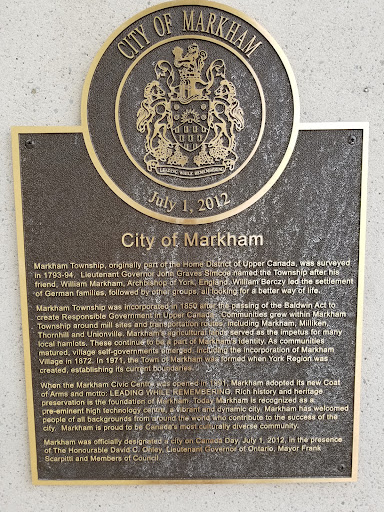 CITY OF MARKHAM
LEADING WHILE REMEMBERING
July 1, 2012
City of Markham
Markham Township, originally part of the Home District of Upper Canada, was surveyed
in 1793-94. Lieutenant Governor John Graves Simcoe named the Township after his
friend, William Markham, Archbishop of York, England. William Berczy led the settlement
of German families, followed by other groups all looking for a better way of life.
Markham Township was incorporated in 1850 after the passing of the Baldwin Act to
create Responsible Government in Upper Canada. Communities grew within Markham
Township around mill sites and transportation routes, including Markham, Milliken,
Thornhill and Unionville. Markham's agricultural lands served as the impetus for many
local hamlets. These continue to be a part of Markham's identity. As communities
matured, village self-governments emerged, including the incorporation of Markham
Village in 1872. In 1971, the Town of Markham was formed when York Region was
created, establishing its current boundaries.
When the Markham Civic Centre was opened in 1991, Markham adopted its new Coat
of Arms and motto: LEADING WHILE REMEMBERING. Rich history and heritage
preservation is the foundation of Markham. Today Markham is recognized as a
pre-eminent high technology centre, a vibrant and dynamic city. Markham has welcomed
people of all backgrounds from around the world who contribute to the success of the
city. Markham is proud to be Canada's most culturally diverse community.
Markham was officially designated a city on Canada Day, July 1, 2012, in the presence
of The Honourable David C. Onley, Lieutenant Governor of Ontario, Mayor Frank
Scarpitti and Members of Council.